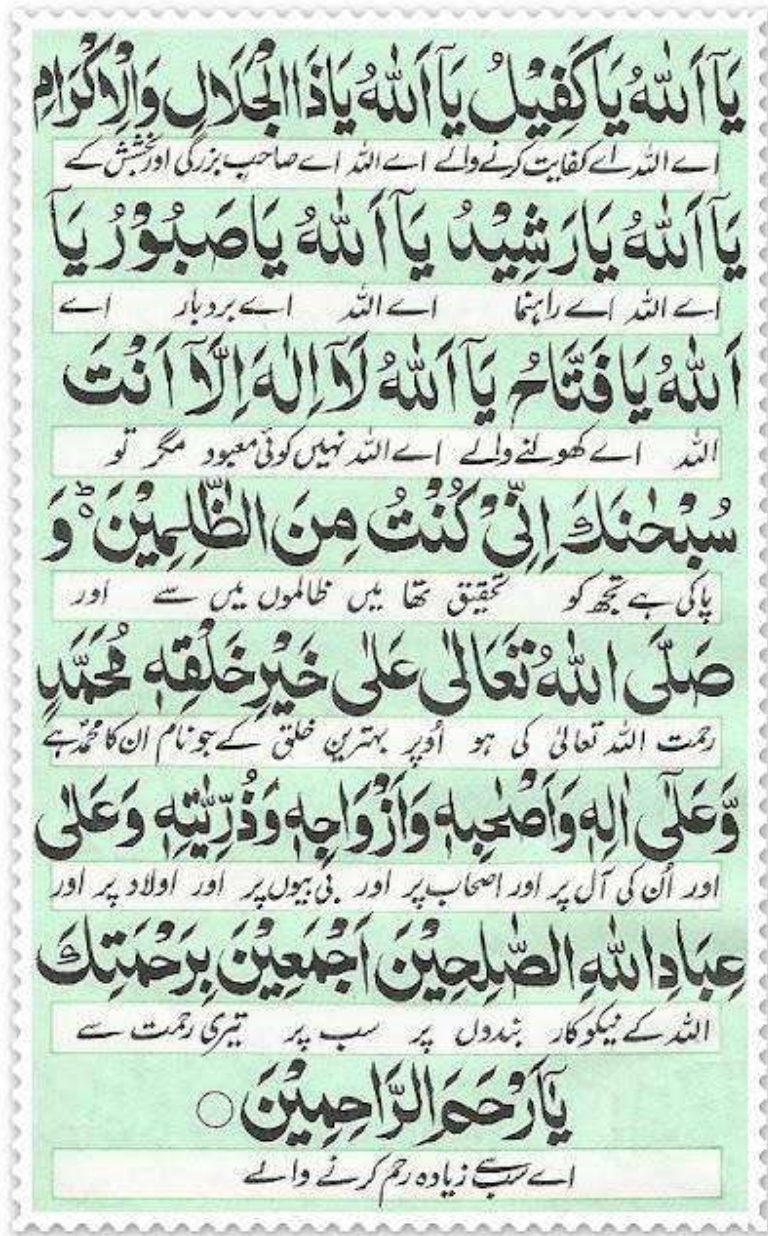 يَآ اَللّٰهُ يَا كَفِيْلُ يَآ اَللّٰهُ يَا ذَا الْجَلَالِ وَالْاِكْرَامِ
اے اللہ اے کفایت کرنے والے اے اللہ اے صاحب بزرگی اور بخشش کے
يَآ اَللّٰهُ يَا رَشِيْدُ يَآ اَللّٰهُ يَا صَبُوْرُ يَآ
اے اللہ اے راہنما اے اللہ اے بردبار اے
اَللّٰهُ يَا فَتَّاحُ يَآ اَللّٰهُ لَآ اِلٰهَ اِلَّآ اَنْتَ
اللہ اے کھولنے والے اے اللہ نہیں کوئی معبود مگر تو
سُبْحٰنَكَ اِنِّىْ كُنْتُ مِنَ الظّٰلِمِيْنَ ۚ وَ
پاکی ہے تجھ کو تحقیق تھا میں ظالموں میں سے اور
صَلَّى اللّٰهُ تَعَالٰى عَلٰى خَيْرِ خَلْقِهٖ مُحَمَّدٍ
رحمت اللہ تعالیٰ کی ہو اُوپر بہترین خلق کے جو نام ان کا محمدؐ ہے
وَّعَلٰٓى اٰلِهٖ وَاَصْحٰبِهٖ وَاَزْوَاجِهٖ وَذُرِّيّٰتِهٖ وَعَلٰى
اور اُن کی آل پر اور اصحاب پر اور بی بیوں پر اور اولاد پر اور
عِبَادِ اللّٰهِ الصّٰلِحِيْنَ اَجْمَعِيْنَ بِرَحْمَتِكَ
اللہ کے نیکو کار بندوں پر سب پر تیری رحمت سے
يَآ اَرْحَمَ الرَّاحِمِيْنَ ○
اے سب سے زیادہ رحم کرنے والے